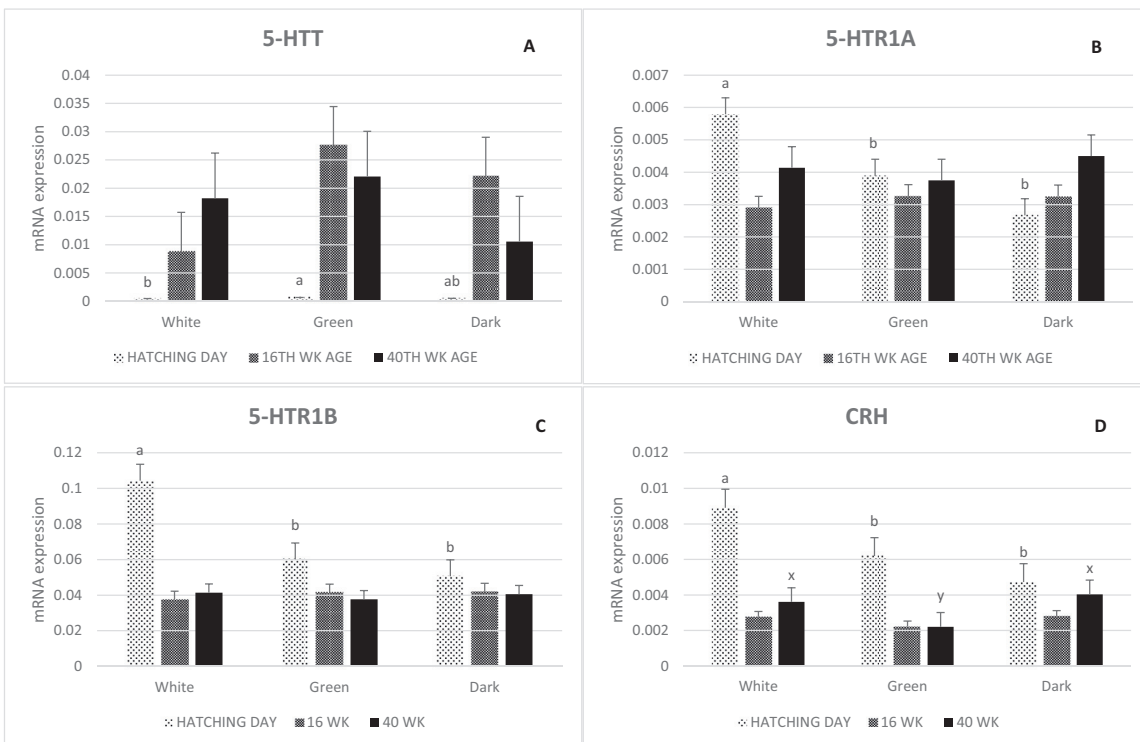 5-HTT
A
0.04
0.035
0.03
0.025
0.02
0.015
0.01
0.005
0
mRNA expression
b
a
ab
White Green Dark
HATCHING DAY 16TH WK AGE 40TH WK AGE
5-HTR1A
B
0.007
0.006
0.005
0.004
0.003
0.002
0.001
0
mRNA expression
a
b
b
White Green Dark
HATCHING DAY 16TH WK AGE 40TH WK AGE
5-HTR1B
C
0.12
0.1
0.08
0.06
0.04
0.02
0
mRNA expression
a
b
b
White Green Dark
HATCHING DAY 16 WK 40 WK
CRH
D
0.012
0.01
0.008
0.006
0.004
0.002
0
mRNA expression
a
x
b
y
b
x
White Green Dark
HATCHING DAY 16 WK 40 WK